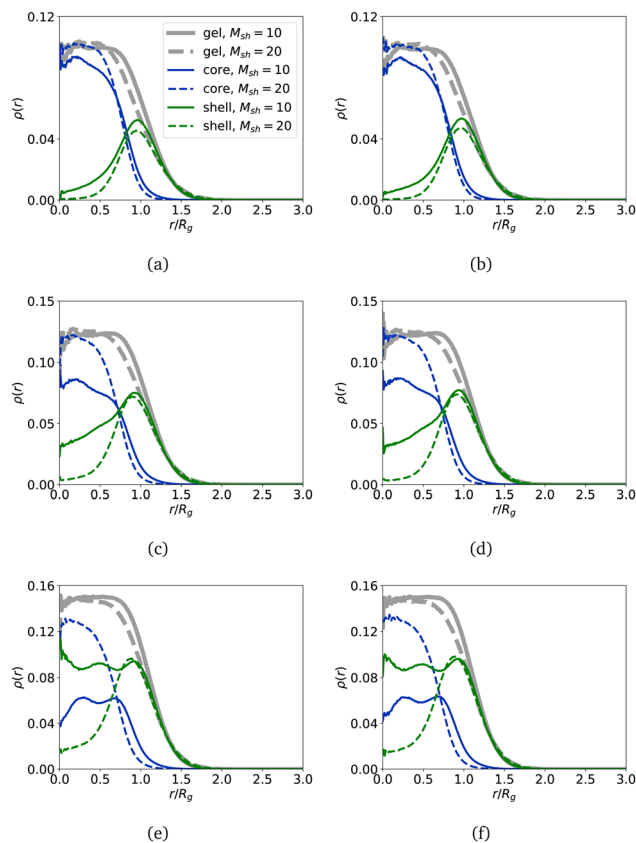 0.12
0.08
0.04
0.00
ρ(r)
gel, M_sh = 10
gel, M_sh = 20
core, M_sh = 10
core, M_sh = 20
shell, M_sh = 10
shell, M_sh = 20
0.0 0.5 1.0 1.5 2.0 2.5 3.0
r/R_g
(a)
0.12
0.08
0.04
0.00
ρ(r)
0.0 0.5 1.0 1.5 2.0 2.5 3.0
r/R_g
(b)
0.15
0.10
0.05
0.00
ρ(r)
0.0 0.5 1.0 1.5 2.0 2.5 3.0
r/R_g
(c)
0.15
0.10
0.05
0.00
ρ(r)
0.0 0.5 1.0 1.5 2.0 2.5 3.0
r/R_g
(d)
0.16
0.12
0.08
0.04
0.00
ρ(r)
0.0 0.5 1.0 1.5 2.0 2.5 3.0
r/R_g
(e)
0.16
0.12
0.08
0.04
0.00
ρ(r)
0.0 0.5 1.0 1.5 2.0 2.5 3.0
r/R_g
(f)